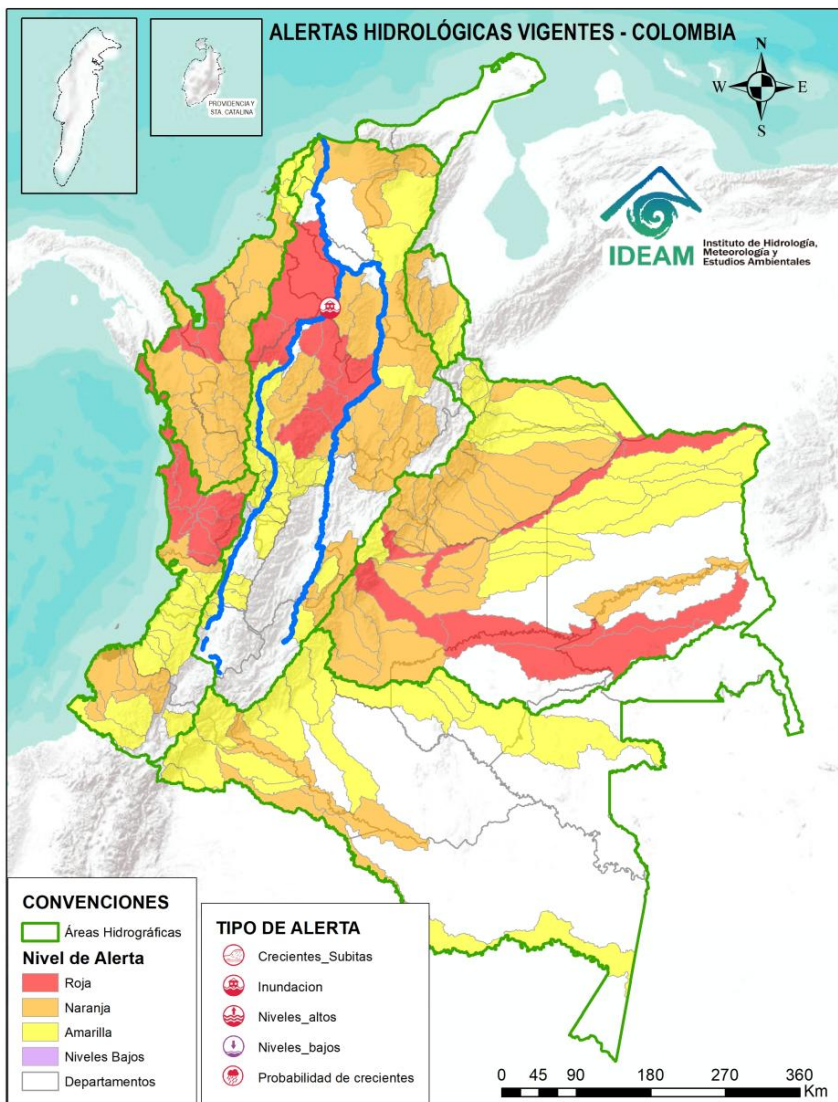 ALERTAS HIDROLÓGICAS VIGENTES - COLOMBIA
N
W
E
S
PROVIDENCIA Y
STA. CATALINA
IDEAM
Instituto de Hidrología,
Meteorología y
Estudios Ambientales
CONVENCIONES
Áreas Hidrográficas
Nivel de Alerta
Roja
Naranja
Amarilla
Niveles Bajos
Departamentos
TIPO DE ALERTA
Crecientes_Subitas
Inundacion
Niveles_altos
Niveles_bajos
Probabilidad de crecientes
0 45 90 180 270 360
Km